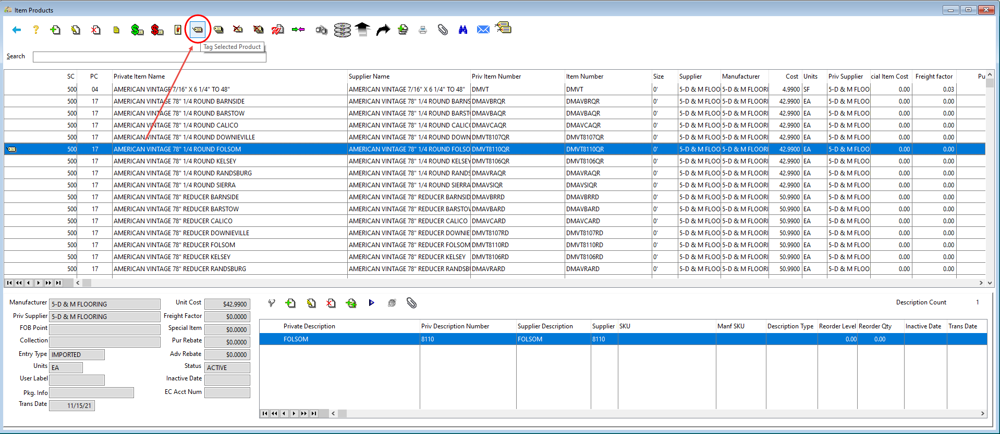 Item Products
Tag Selected Product
Search
SC PC Private Item Name Supplier Name Priv Item Number Item Number Size Supplier Manufacturer Cost Units Priv Supplier cial Item Cost Freight factor Pu
500 04 AMERICAN VINTAGE 7/16" X 6 1/4" TO 48" AMERICAN VINTAGE 7/16" X 6 1/4" TO 48" DMVT DMVT 0' 5-D & M FLOO 5-D & M FLOORI 4.9900 SF 5-D & M FLOO 0.00 0.03
500 17 AMERICAN VINTAGE 78" 1/4 ROUND BARNSIDE AMERICAN VINTAGE 78" 1/4 ROUND BARNS DMAVBRQR DMAVBRQR 0' 5-D & M FLOO 5-D & M FLOORI 42.9900 EA 5-D & M FLOO 0.00 0.00
500 17 AMERICAN VINTAGE 78" 1/4 ROUND BARSTOW AMERICAN VINTAGE 78" 1/4 ROUND BARST DMAVBAQR DMAVBAQR 0' 5-D & M FLOO 5-D & M FLOORI 42.9900 EA 5-D & M FLOO 0.00 0.00
500 17 AMERICAN VINTAGE 78" 1/4 ROUND CALICO AMERICAN VINTAGE 78" 1/4 ROUND CALIC DMAVCAQR DMAVCAQR 0' 5-D & M FLOO 5-D & M FLOORI 42.9900 EA 5-D & M FLOO 0.00 0.00
500 17 AMERICAN VINTAGE 78" 1/4 ROUND DOWNIEVILLE AMERICAN VINTAGE 78" 1/4 ROUND DOWN DMVT8107QR DMVT8107QR 0' 5-D & M FLOO 5-D & M FLOORI 42.9900 EA 5-D & M FLOO 0.00 0.00
500 17 AMERICAN VINTAGE 78" 1/4 ROUND FOLSOM AMERICAN VINTAGE 78" 1/4 ROUND FOLSO DMVT8110QR DMVT8110QR 0' 5-D & M FLOO 5-D & M FLOORI 42.9900 EA 5-D & M FLOO 0.00 0.00
500 17 AMERICAN VINTAGE 78" 1/4 ROUND KELSEY AMERICAN VINTAGE 78" 1/4 ROUND KELSEY DMVT8106QR DMVT8106QR 0' 5-D & M FLOO 5-D & M FLOORI 42.9900 EA 5-D & M FLOO 0.00 0.00
500 17 AMERICAN VINTAGE 78" 1/4 ROUND RANDSBURG AMERICAN VINTAGE 78" 1/4 ROUND RANDS DMAVRAQR DMAVRAQR 0' 5-D & M FLOO 5-D & M FLOORI 42.9900 EA 5-D & M FLOO 0.00 0.00
500 17 AMERICAN VINTAGE 78" 1/4 ROUND SIERRA AMERICAN VINTAGE 78" 1/4 ROUND SIERRA DMAVSIQR DMAVSIQR 0' 5-D & M FLOO 5-D & M FLOORI 42.9900 EA 5-D & M FLOO 0.00 0.00
500 17 AMERICAN VINTAGE 78" REDUCER BARNSIDE AMERICAN VINTAGE 78" REDUCER BARNSID DMAVBRRD DMAVBRRD 0' 5-D & M FLOO 5-D & M FLOORI 50.9900 EA 5-D & M FLOO 0.00 0.00
500 17 AMERICAN VINTAGE 78" REDUCER BARSTOW AMERICAN VINTAGE 78" REDUCER BARSTOV DMAVBARD DMAVBARD 0' 5-D & M FLOO 5-D & M FLOORI 50.9900 EA 5-D & M FLOO 0.00 0.00
500 17 AMERICAN VINTAGE 78" REDUCER CALICO AMERICAN VINTAGE 78" REDUCER CALICO DMAVCARD DMAVCARD 0' 5-D & M FLOO 5-D & M FLOORI 50.9900 EA 5-D & M FLOO 0.00 0.00
500 17 AMERICAN VINTAGE 78" REDUCER DOWNIEVILLE AMERICAN VINTAGE 78" REDUCER DOWNIE DMVT8107RD DMVT8107RD 0' 5-D & M FLOO 5-D & M FLOORI 50.9900 EA 5-D & M FLOO 0.00 0.00
500 17 AMERICAN VINTAGE 78" REDUCER FOLSOM AMERICAN VINTAGE 78" REDUCER FOLSOM DMVT8110RD DMVT8110RD 0' 5-D & M FLOO 5-D & M FLOORI 50.9900 EA 5-D & M FLOO 0.00 0.00
500 17 AMERICAN VINTAGE 78" REDUCER KELSEY AMERICAN VINTAGE 78" REDUCER KELSEY DMVT8106RD DMVT8106RD 0' 5-D & M FLOO 5-D & M FLOORI 50.9900 EA 5-D & M FLOO 0.00 0.00
500 17 AMERICAN VINTAGE 78" REDUCER RANDSBURG AMERICAN VINTAGE 78" REDUCER RANDSB DMAVRARD DMAVRARD 0' 5-D & M FLOO 5-D & M FLOORI 50.9900 EA 5-D & M FLOO 0.00 0.00
Manufacturer 5-D & M FLOORING Unit Cost $42.9900
Priv Supplier 5-D & M FLOORING Freight Factor $0.0000
FOB Point Special Item $0.0000
Collection Pur Rebate $0.0000
Entry Type IMPORTED Adv Rebate $0.0000
Units EA Status ACTIVE
User Label Inactive Date
Pkg. Info EC Acct Num
Trans Date 11/15/21
Description Count 1
Private Description Priv Description Number Supplier Description Supplier SKU Manf SKU Description Type Reorder Level Reorder Qty Inactive Date Trans Date
FOLSOM 8110 FOLSOM 8110 0.00 0.00